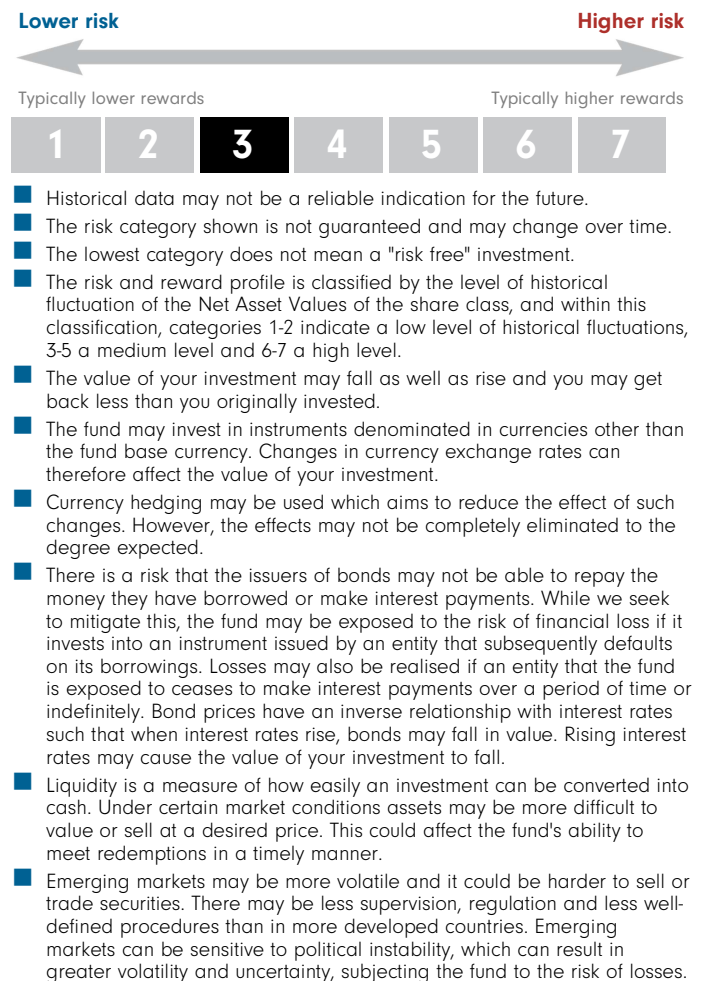 Lower risk Higher risk
Typically lower rewards Typically higher rewards
1 2 3 4 5 6 7
Historical data may not be a reliable indication for the future.
The risk category shown is not guaranteed and may change over time.
The lowest category does not mean a "risk free" investment.
The risk and reward profile is classified by the level of historical
fluctuation of the Net Asset Values of the share class, and within this
classification, categories 1-2 indicate a low level of historical fluctuations,
3-5 a medium level and 6-7 a high level.
The value of your investment may fall as well as rise and you may get
back less than you originally invested.
The fund may invest in instruments denominated in currencies other than
the fund base currency. Changes in currency exchange rates can
therefore affect the value of your investment.
Currency hedging may be used which aims to reduce the effect of such
changes. However, the effects may not be completely eliminated to the
degree expected.
There is a risk that the issuers of bonds may not be able to repay the
money they have borrowed or make interest payments. While we seek
to mitigate this, the fund may be exposed to the risk of financial loss if it
invests into an instrument issued by an entity that subsequently defaults
on its borrowings. Losses may also be realised if an entity that the fund
is exposed to ceases to make interest payments over a period of time or
indefinitely. Bond prices have an inverse relationship with interest rates
such that when interest rates rise, bonds may fall in value. Rising interest
rates may cause the value of your investment to fall.
Liquidity is a measure of how easily an investment can be converted into
cash. Under certain market conditions assets may be more difficult to
value or sell at a desired price. This could affect the fund's ability to
meet redemptions in a timely manner.
Emerging markets may be more volatile and it could be harder to sell or
trade securities. There may be less supervision, regulation and less well-
defined procedures than in more developed countries. Emerging
markets can be sensitive to political instability, which can result in
greater volatility and uncertainty, subjecting the fund to the risk of losses.